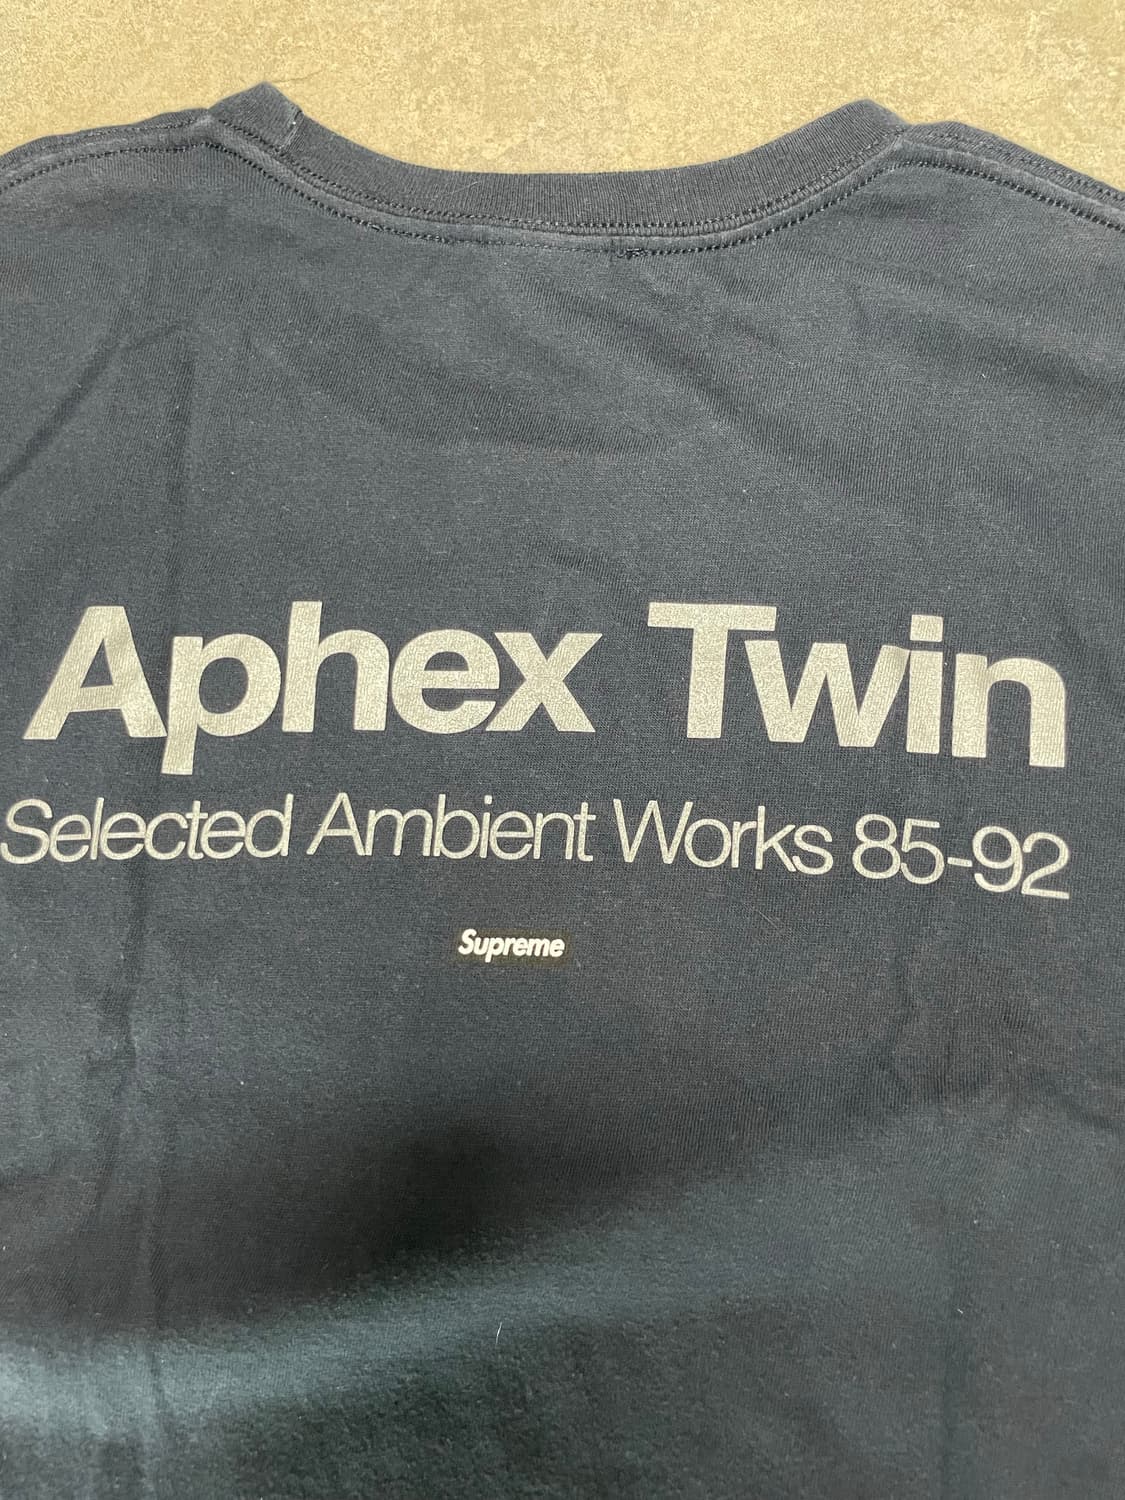 Aphex Twin
Selected Ambient Works 85-92
Supreme